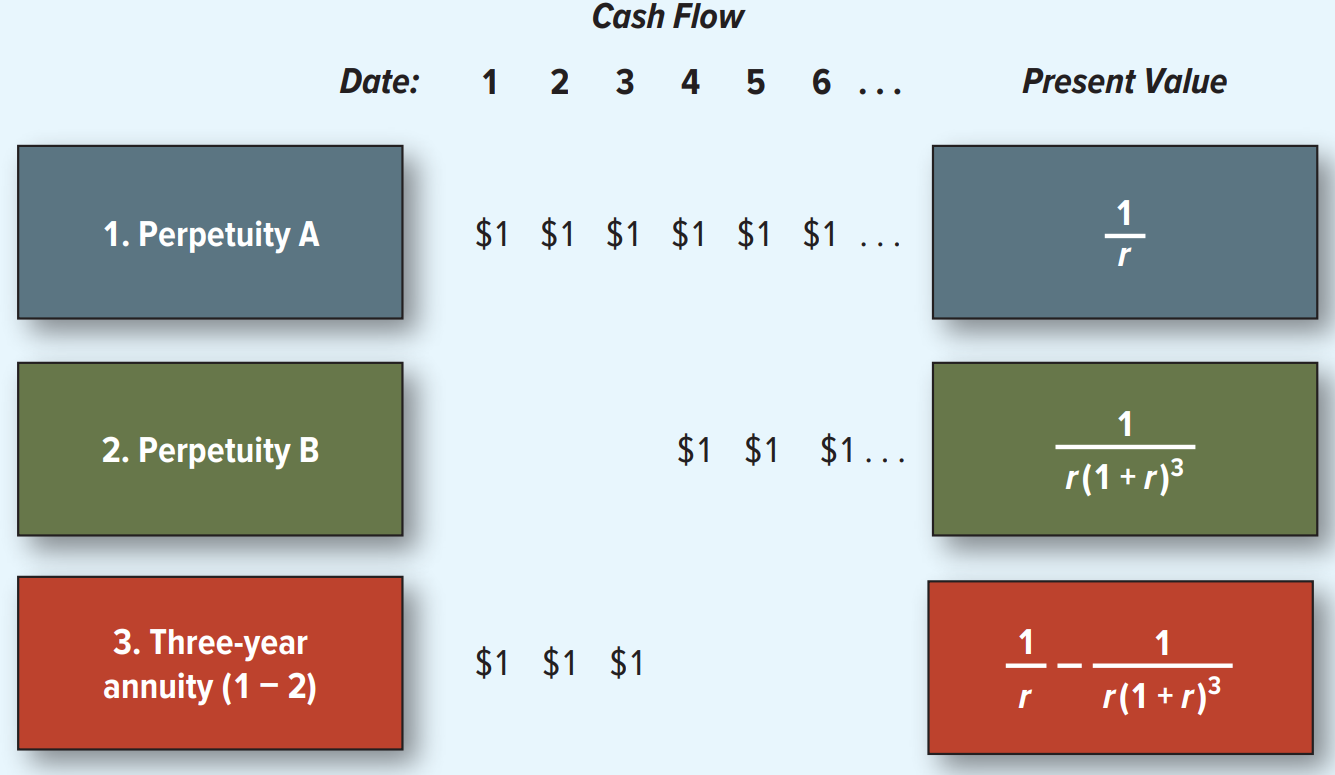 Cash Flow
Date: 1 2 3 4 5 6 ... Present Value
1. Perpetuity A $1 $1 $1 $1 $1 $1 ... 1/r
2. Perpetuity B $1 $1 $1... 1/r(1 + r)³
3. Three-year
annuity (1 − 2) $1 $1 $1 1/r − 1/r(1 + r)³